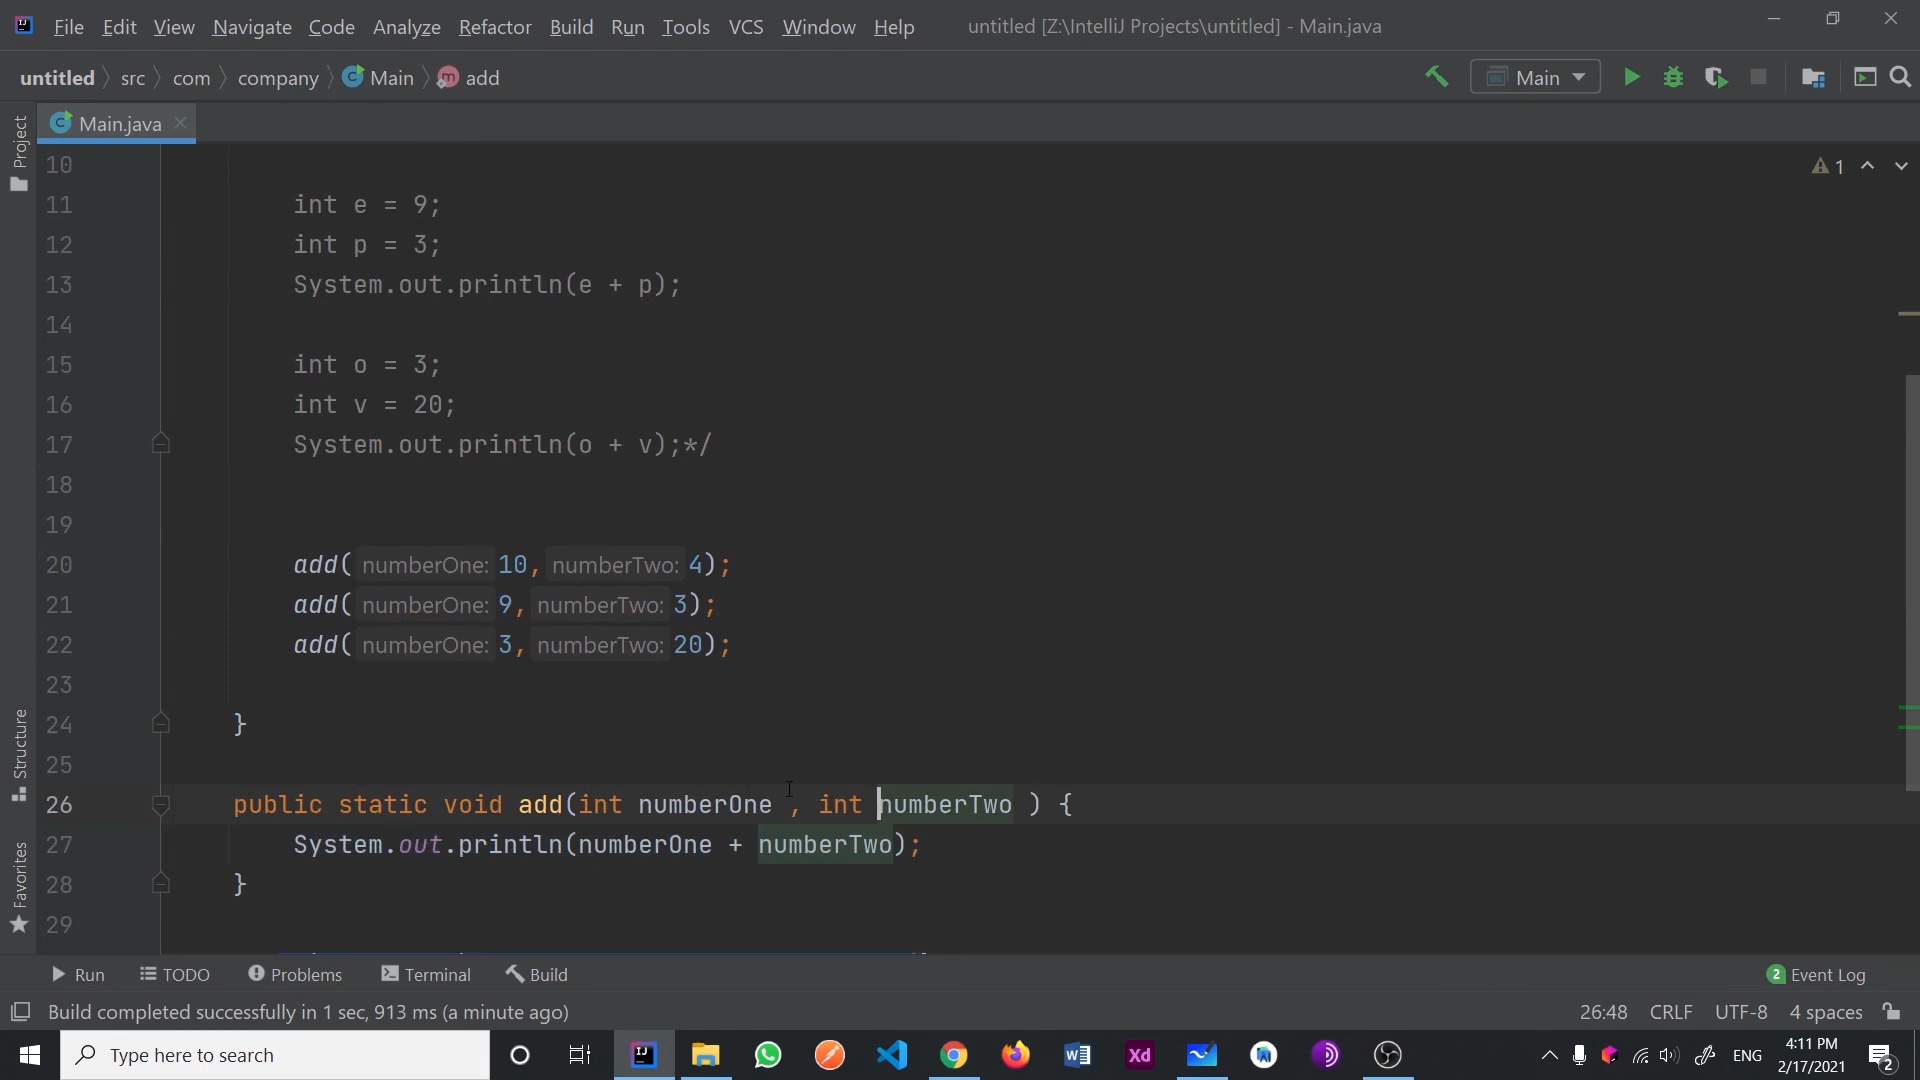 File Edit View Navigate Code Analyze Refactor Build Run Tools VCS Window Help untitled [Z:\IntelliJ Projects\untitled] - Main.java
untitled src com company Main add
Main
Main.java
Project
10
1
11 int e = 9;
12 int p = 3;
13 System.out.println(e + p);
14
15 int o = 3;
16 int v = 20;
17 System.out.println(o + v);*/
18
19
20 add( numberOne: 10, numberTwo: 4);
21 add( numberOne: 9, numberTwo: 3);
22 add( numberOne: 3, numberTwo: 20);
23
24 }
25
26 public static void add(int numberOne , int numberTwo ) {
27 System.out.println(numberOne + numberTwo);
28 }
29
Structure
Favorites
Run TODO Problems Terminal Build 2 Event Log
Build completed successfully in 1 sec, 913 ms (a minute ago) 26:48 CRLF UTF-8 4 spaces
Type here to search ENG 4:11 PM
2/17/2021 2